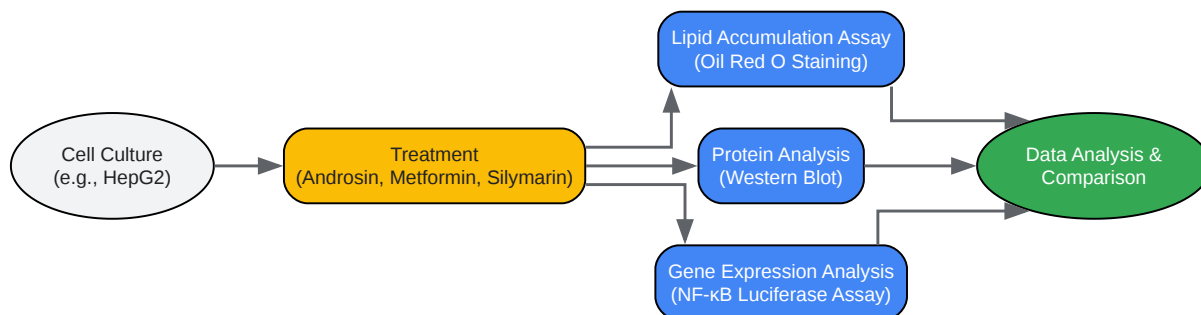 Cell Culture
(e.g., HepG2)
Treatment
(Androsin, Metformin, Silymarin)
Lipid Accumulation Assay
(Oil Red O Staining)
Protein Analysis
(Western Blot)
Gene Expression Analysis
(NF-κB Luciferase Assay)
Data Analysis &
Comparison